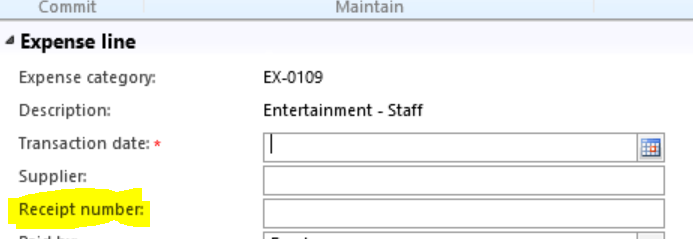 Commit Maintain
Expense line
Expense category: EX-0109
Description: Entertainment - Staff
Transaction date: *
Supplier:
Receipt number: